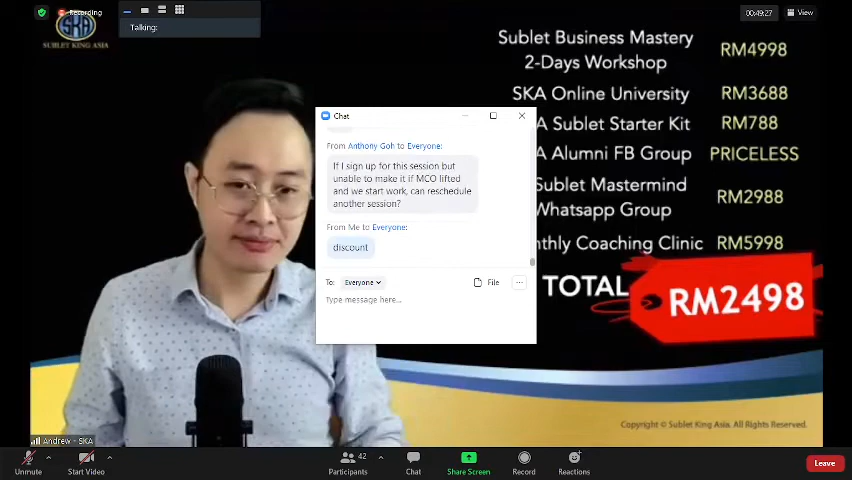 Recording
SKA
SUBLET KING ASIA
Talking:
00:49:27
View
Sublet Business Mastery
2-Days Workshop
RM4998
SKA Online University
RM3688
A Sublet Starter Kit
RM788
A Alumni FB Group
PRICELESS
Sublet Mastermind
Whatsapp Group
RM2988
nthly Coaching Clinic
RM5998
TOTAL
RM2498
Chat
From Anthony Goh to Everyone:
If I sign up for this session but
unable to make it if MCO lifted
and we start work, can reschedule
another session?
From Me to Everyone:
discount
To:
Everyone
File
Type message here...
Copyright © Sublet King Asia. All Rights Reserved.
Andrew - SKA
Unmute
Start Video
Participants
42
Chat
Share Screen
Record
Reactions
Leave